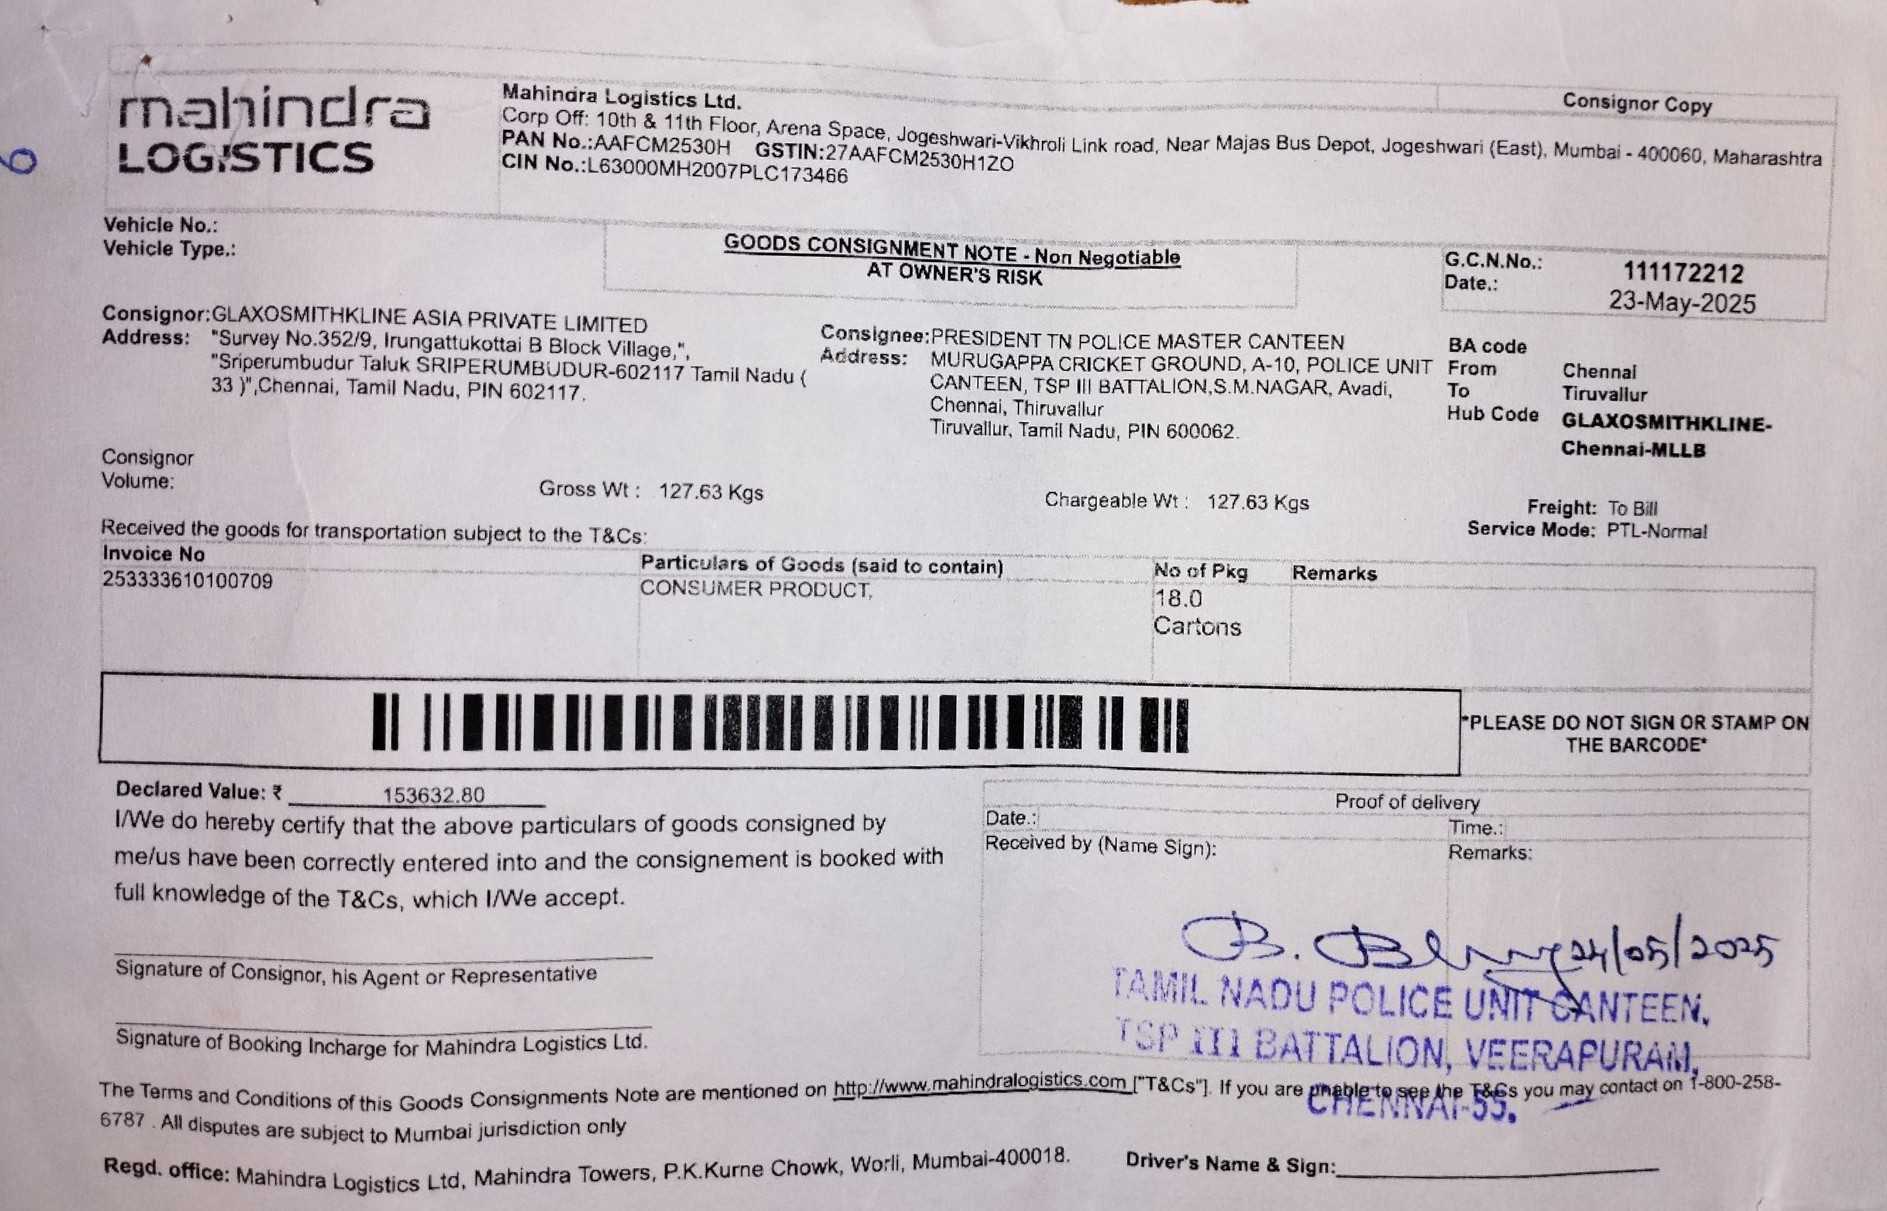 6
mahindra
LOGISTICS
Mahindra Logistics Ltd.
Corp Off: 10th & 11th Floor, Arena Space, Jogeshwari-Vikhroli Link road, Near Majas Bus Depot, Jogeshwari (East), Mumbai - 400060, Maharashtra
PAN No.:AAFCM2530H GSTIN:27AAFCM2530H1ZO
CIN No.:L63000MH2007PLC173466
Consignor Copy
Vehicle No.:
Vehicle Type.:
GOODS CONSIGNMENT NOTE - Non Negotiable
AT OWNER'S RISK
G.C.N.No.: 111172212
Date.: 23-May-2025
Consignor:GLAXOSMITHKLINE ASIA PRIVATE LIMITED
Address: "Survey No.352/9, Irungattukottai B Block Village,",
"Sriperumbudur Taluk SRIPERUMBUDUR-602117 Tamil Nadu (
33 )",Chennai, Tamil Nadu, PIN 602117.
Consignee:PRESIDENT TN POLICE MASTER CANTEEN
Address: MURUGAPPA CRICKET GROUND, A-10, POLICE UNIT
CANTEEN, TSP III BATTALION,S.M.NAGAR, Avadi,
Chennai, Thiruvallur
Tiruvallur, Tamil Nadu, PIN 600062.
BA code
From Chennai
To Tiruvallur
Hub Code GLAXOSMITHKLINE-
Chennai-MLLB
Consignor
Volume:
Gross Wt : 127.63 Kgs
Chargeable Wt : 127.63 Kgs
Freight: To Bill
Service Mode: PTL-Normal
Received the goods for transportation subject to the T&Cs:
Invoice No Particulars of Goods (said to contain) No of Pkg Remarks
253333610100709 CONSUMER PRODUCT, 18.0
Cartons
*PLEASE DO NOT SIGN OR STAMP ON
THE BARCODE*
Declared Value: ₹ 153632.80
I/We do hereby certify that the above particulars of goods consigned by
me/us have been correctly entered into and the consignement is booked with
full knowledge of the T&Cs, which I/We accept.
Proof of delivery
Date.: Time.:
Received by (Name Sign): Remarks:
B. 24/05/2025
TAMIL NADU POLICE UNIT CANTEEN,
TSP III BATTALION, VEERAPURAM,
CHENNAI-55.
Signature of Consignor, his Agent or Representative
Signature of Booking Incharge for Mahindra Logistics Ltd.
The Terms and Conditions of this Goods Consignments Note are mentioned on http://www.mahindralogistics.com ["T&Cs"]. If you are unable to see the T&Cs you may contact on 1-800-258-
6787 . All disputes are subject to Mumbai jurisdiction only
Regd. office: Mahindra Logistics Ltd, Mahindra Towers, P.K.Kurne Chowk, Worli, Mumbai-400018.
Driver's Name & Sign: